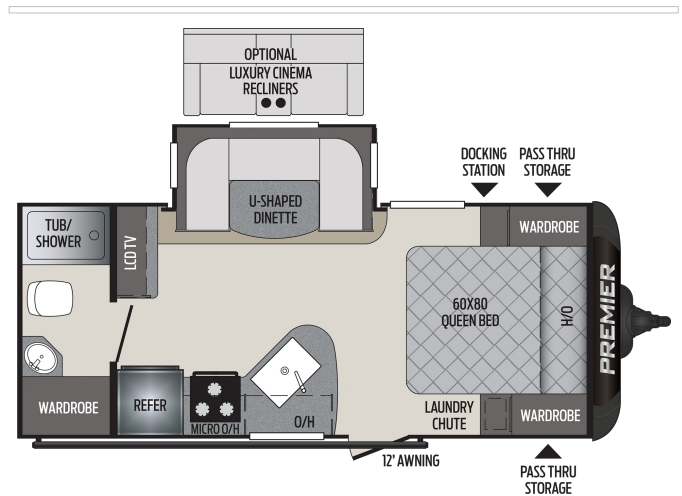 OPTIONAL
LUXURY CINEMA
RECLINERS
DOCKING
STATION
PASS THRU
STORAGE
U-SHAPED
DINETTE
TUB/
SHOWER
LCD TV
WARDROBE
60X80
QUEEN BED
H/O
PREMIER
WARDROBE
REFER
MICRO O/H
O/H
LAUNDRY
CHUTE
WARDROBE
12' AWNING
PASS THRU
STORAGE